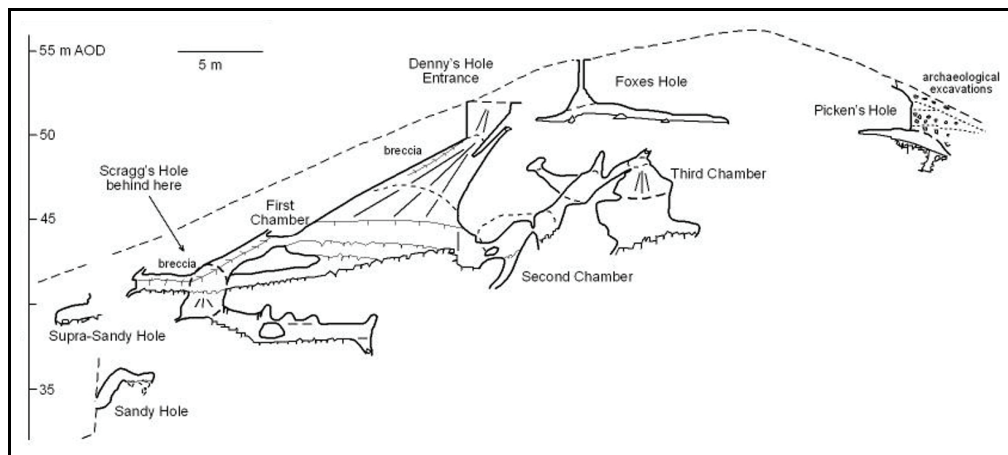 55 m AOD
5 m
Denny's Hole
Entrance
Foxes Hole
archaeological
excavations
Picken's Hole
50
breccia
Scragg's Hole
behind here
Third Chamber
First
Chamber
45
breccia
Second Chamber
Supra-Sandy Hole
35
Sandy Hole